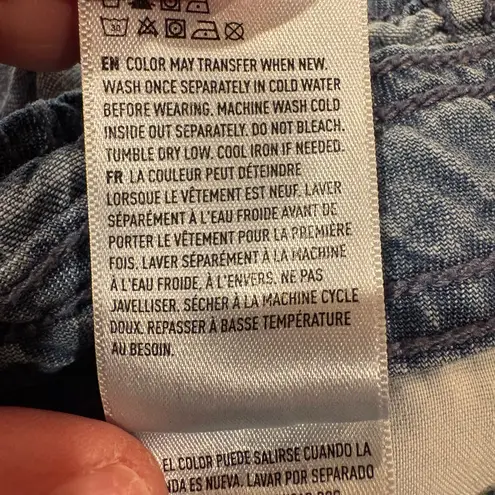 EN COLOR MAY TRANSFER WHEN NEW.
WASH ONCE SEPARATELY IN COLD WATER
BEFORE WEARING. MACHINE WASH COLD
INSIDE OUT SEPARATELY. DO NOT BLEACH.
TUMBLE DRY LOW. COOL IRON IF NEEDED.
FR LA COULEUR PEUT DÉTEINDRE
LORSQUE LE VÊTEMENT EST NEUF. LAVER
SÉPARÉMENT À L'EAU FROIDE AVANT DE
PORTER LE VÊTEMENT POUR LA PREMIÈRE
FOIS. LAVER SÉPARÉMENT À LA MACHINE
À L'EAU FROIDE, À L'ENVERS. NE PAS
JAVELLISER. SÉCHER À LA MACHINE CYCLE
DOUX. REPASSER À BASSE TEMPÉRATURE
AU BESOIN.
EL COLOR PUEDE SALIRSE CUANDO LA
ES NUEVA. LAVAR POR SEPARADO